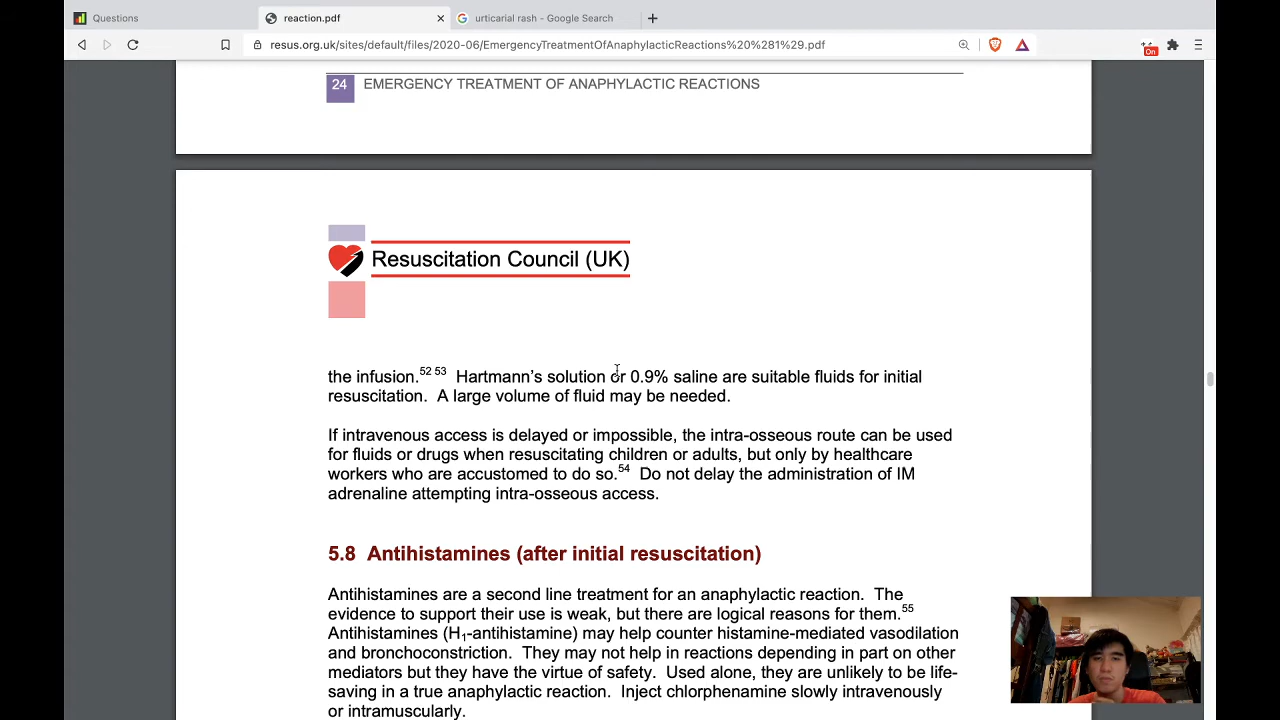 Questions
reaction.pdf
urticarial rash - Google Search
resus.org.uk/sites/default/files/2020-06/EmergencyTreatmentOfAnaphylacticReactions%20%281%29.pdf
On
24 EMERGENCY TREATMENT OF ANAPHYLACTIC REACTIONS
Resuscitation Council (UK)
the infusion.52 53 Hartmann’s solution or 0.9% saline are suitable fluids for initial
resuscitation. A large volume of fluid may be needed.
If intravenous access is delayed or impossible, the intra-osseous route can be used
for fluids or drugs when resuscitating children or adults, but only by healthcare
workers who are accustomed to do so.54 Do not delay the administration of IM
adrenaline attempting intra-osseous access.
5.8 Antihistamines (after initial resuscitation)
Antihistamines are a second line treatment for an anaphylactic reaction. The
evidence to support their use is weak, but there are logical reasons for them.55
Antihistamines (H1-antihistamine) may help counter histamine-mediated vasodilation
and bronchoconstriction. They may not help in reactions depending in part on other
mediators but they have the virtue of safety. Used alone, they are unlikely to be life-
saving in a true anaphylactic reaction. Inject chlorphenamine slowly intravenously
or intramuscularly.